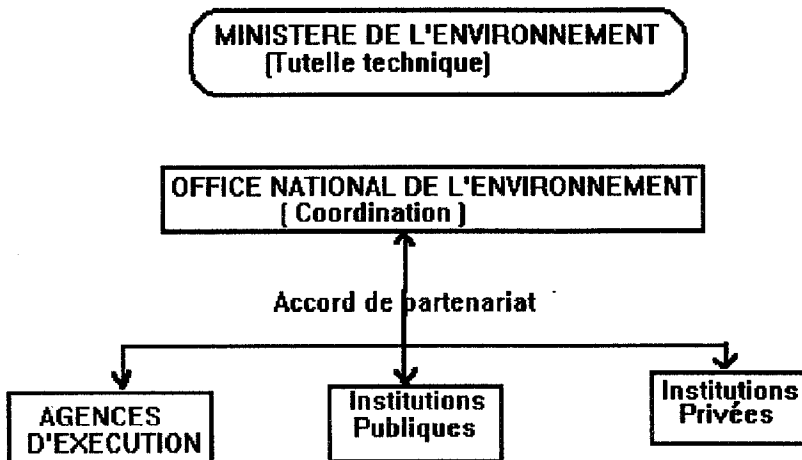 MINISTERE DE L'ENVIRONNEMENT
(Tutelle technique)
OFFICE NATIONAL DE L'ENVIRONNEMENT
( Coordination )
Accord de partenariat
AGENCES
D'EXECUTION
Institutions
Publiques
Institutions
Privées